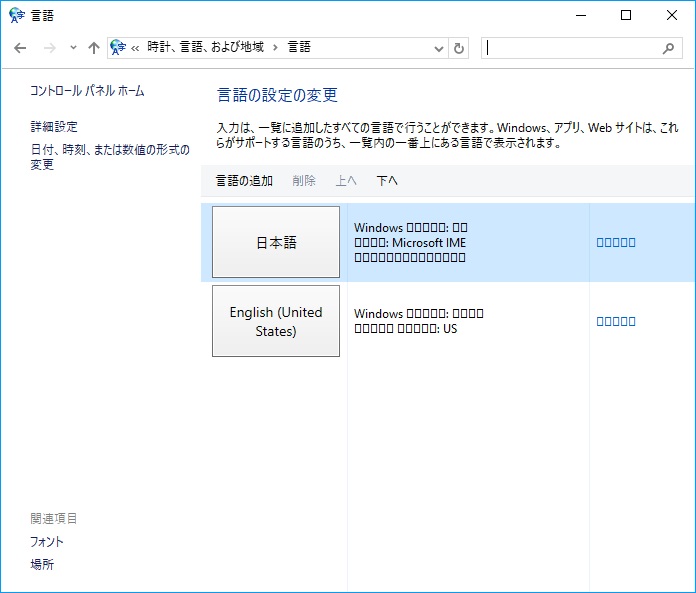 言語
« 時計、言語、および地域 › 言語
コントロール パネル ホーム
詳細設定
日付、時刻、または数値の形式の
変更
言語の設定の変更
入力は、一覧に追加したすべての言語で行うことができます。Windows、アプリ、Web サイトは、これ
らがサポートする言語のうち、一覧内の一番上にある言語で表示されます。
言語の追加 削除 上へ 下へ
日本語
Windows □□□□□: □□
□□□□: Microsoft IME
□□□□□□□□□□□□□□
□□□□□
English (United
States)
Windows □□□□□: □□□□
□□□□□ □□□□□: US
□□□□□
関連項目
フォント
場所